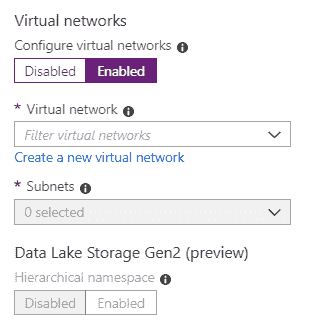 Virtual networks
Configure virtual networks
Disabled Enabled
* Virtual network
Filter virtual networks
Create a new virtual network
* Subnets
0 selected
Data Lake Storage Gen2 (preview)
Hierarchical namespace
Disabled Enabled